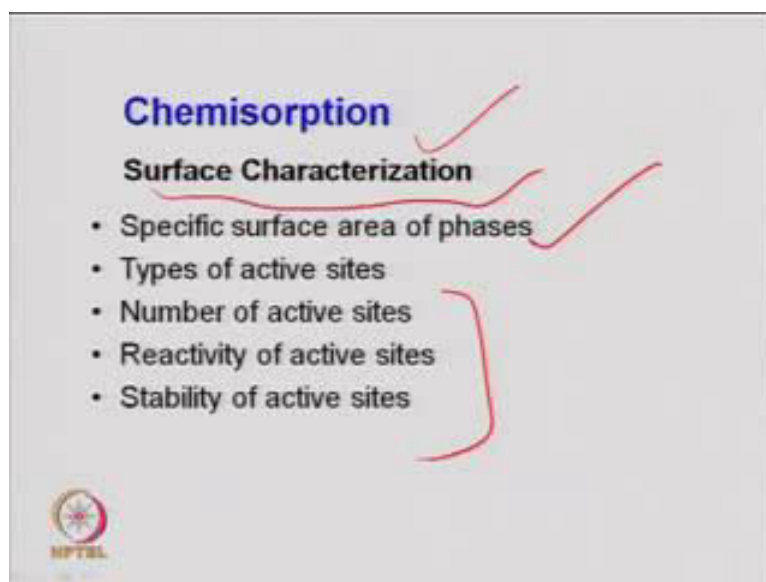 Chemisorption
Surface Characterization
• Specific surface area of phases
• Types of active sites
• Number of active sites
• Reactivity of active sites
• Stability of active sites
NPTEL